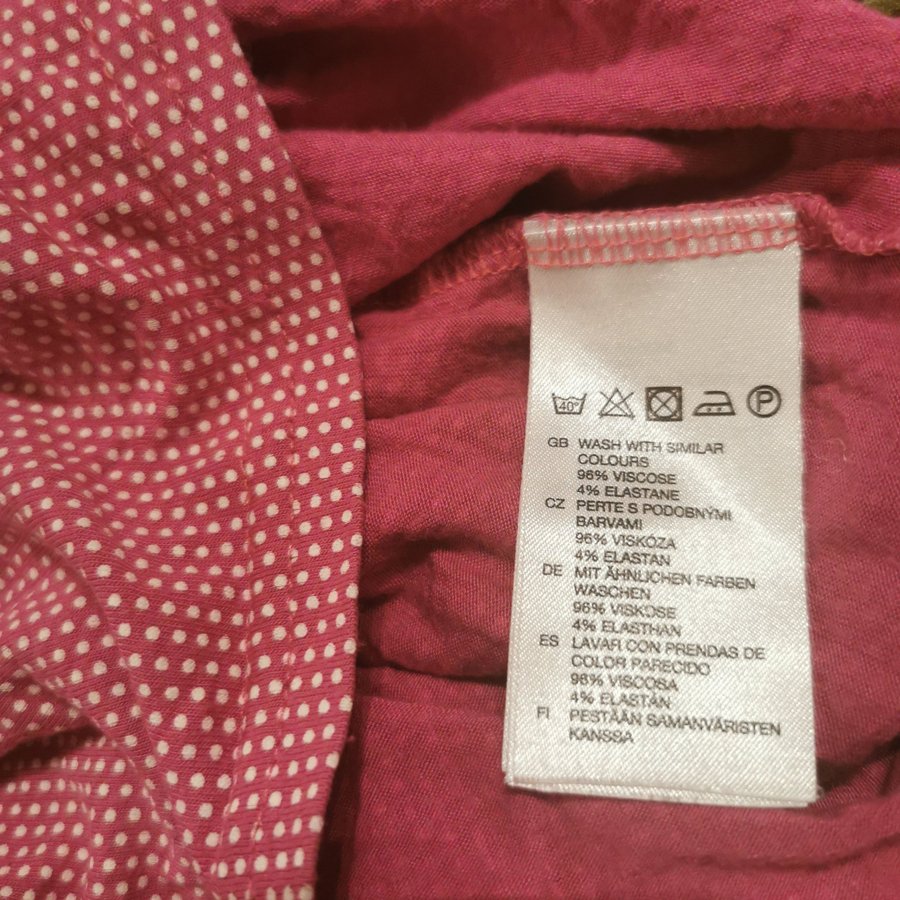 40°
P
GB WASH WITH SIMILAR
COLOURS
96% VISCOSE
4% ELASTANE
CZ PERTE S PODOBNÝMI
BARVAMI
96% VISKÓZA
4% ELASTAN
DE MIT ÄHNLICHEN FARBEN
WASCHEN
96% VISKOSE
4% ELASTHAN
ES LAVAR CON PRENDAS DE
COLOR PARECIDO
96% VISCOSA
4% ELASTÁN
FI PESTÄÄN SAMANVÄRISTEN
KANSSA